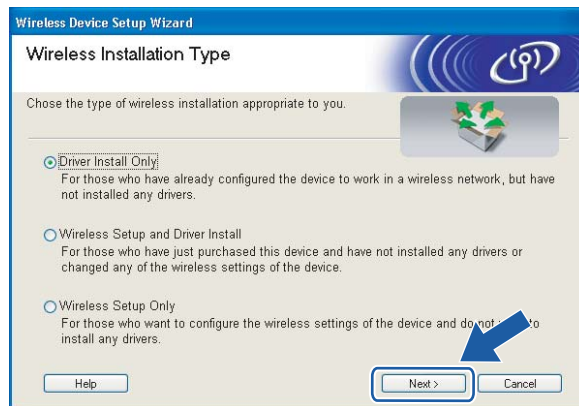 Wireless Device Setup Wizard
Wireless Installation Type
Chose the type of wireless installation appropriate to you.
Driver Install Only
For those who have already configured the device to work in a wireless network, but have
not installed any drivers.
Wireless Setup and Driver Install
For those who have just purchased this device and have not installed any drivers or
changed any of the wireless settings of the device.
Wireless Setup Only
For those who want to configure the wireless settings of the device and do not to
install any drivers.
Help
Next >
Cancel